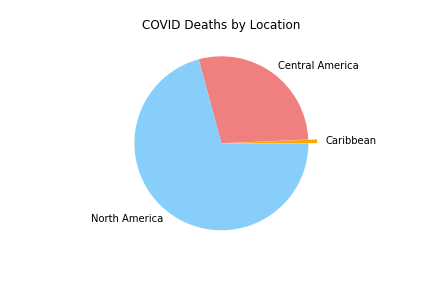 COVID Deaths by Location
Central America
Caribbean
North America